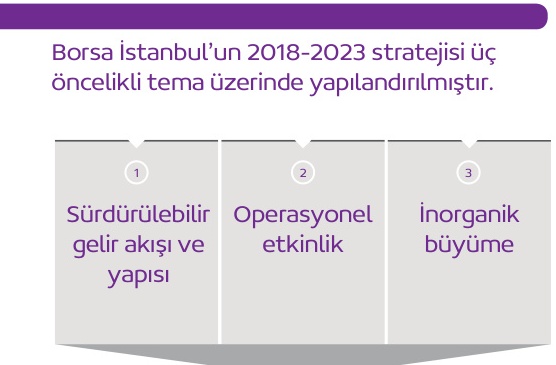 Borsa İstanbul’un 2018-2023 stratejisi üç
öncelikli tema üzerinde yapılandırılmıştır.
1
Sürdürülebilir
gelir akışı ve
yapısı
2
Operasyonel
etkinlik
3
İnorganik
büyüme